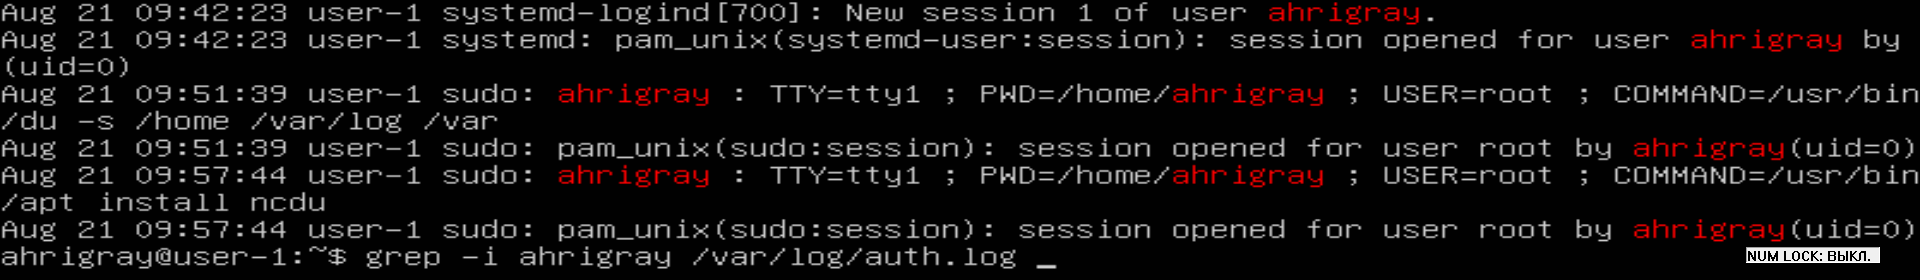 Aug 21 09:42:23 user-1 systemd-logind[700]: New session 1 of user ahrigray.
Aug 21 09:42:23 user-1 systemd: pam_unix(systemd-user:session): session opened for user ahrigray by
(uid=0)
Aug 21 09:51:39 user-1 sudo: ahrigray : TTY=tty1 ; PWD=/home/ahrigray ; USER=root ; COMMAND=/usr/bin
/du -s /home /var/log /var
Aug 21 09:51:39 user-1 sudo: pam_unix(sudo:session): session opened for user root by ahrigray(uid=0)
Aug 21 09:57:44 user-1 sudo: ahrigray : TTY=tty1 ; PWD=/home/ahrigray ; USER=root ; COMMAND=/usr/bin
/apt install ncdu
Aug 21 09:57:44 user-1 sudo: pam_unix(sudo:session): session opened for user root by ahrigray(uid=0)
ahrigray@user-1:~$ grep -i ahrigray /var/log/auth.log _
NUM LOCK: ВЫКЛ.